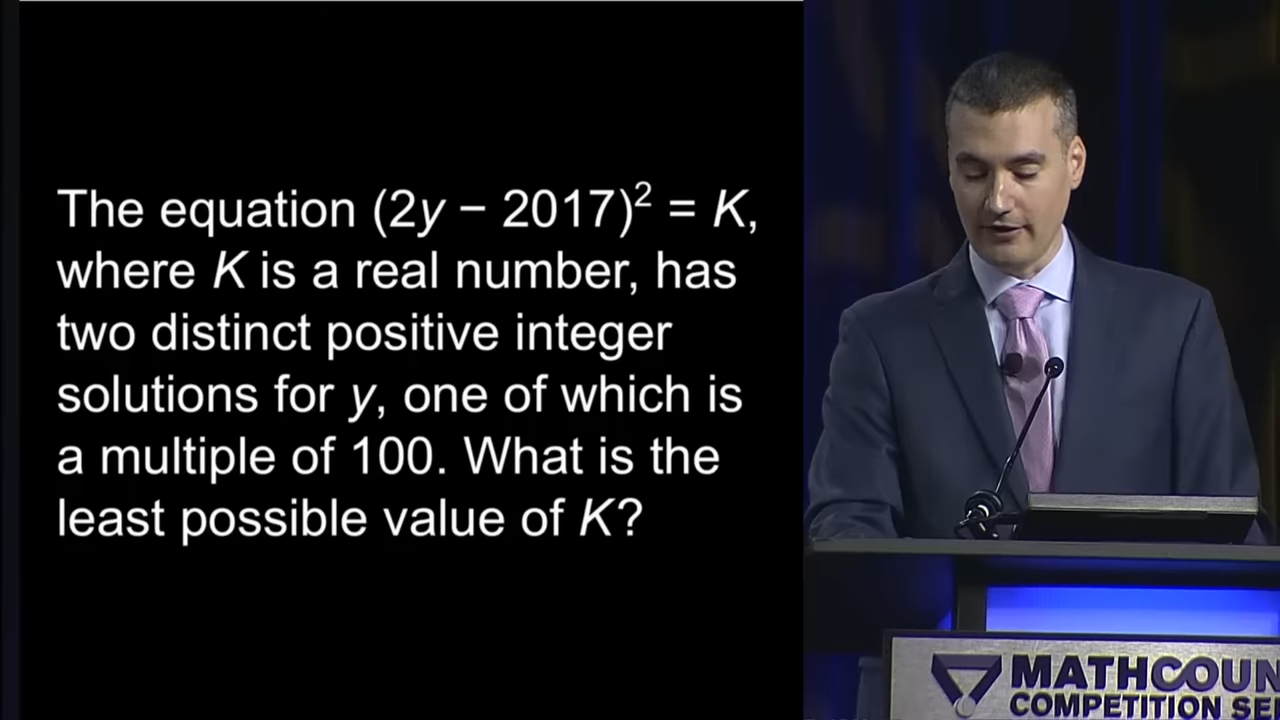 The equation (2y − 2017)² = K,
where K is a real number, has
two distinct positive integer
solutions for y, one of which is
a multiple of 100. What is the
least possible value of K?
MATHCOUN
COMPETITION SE